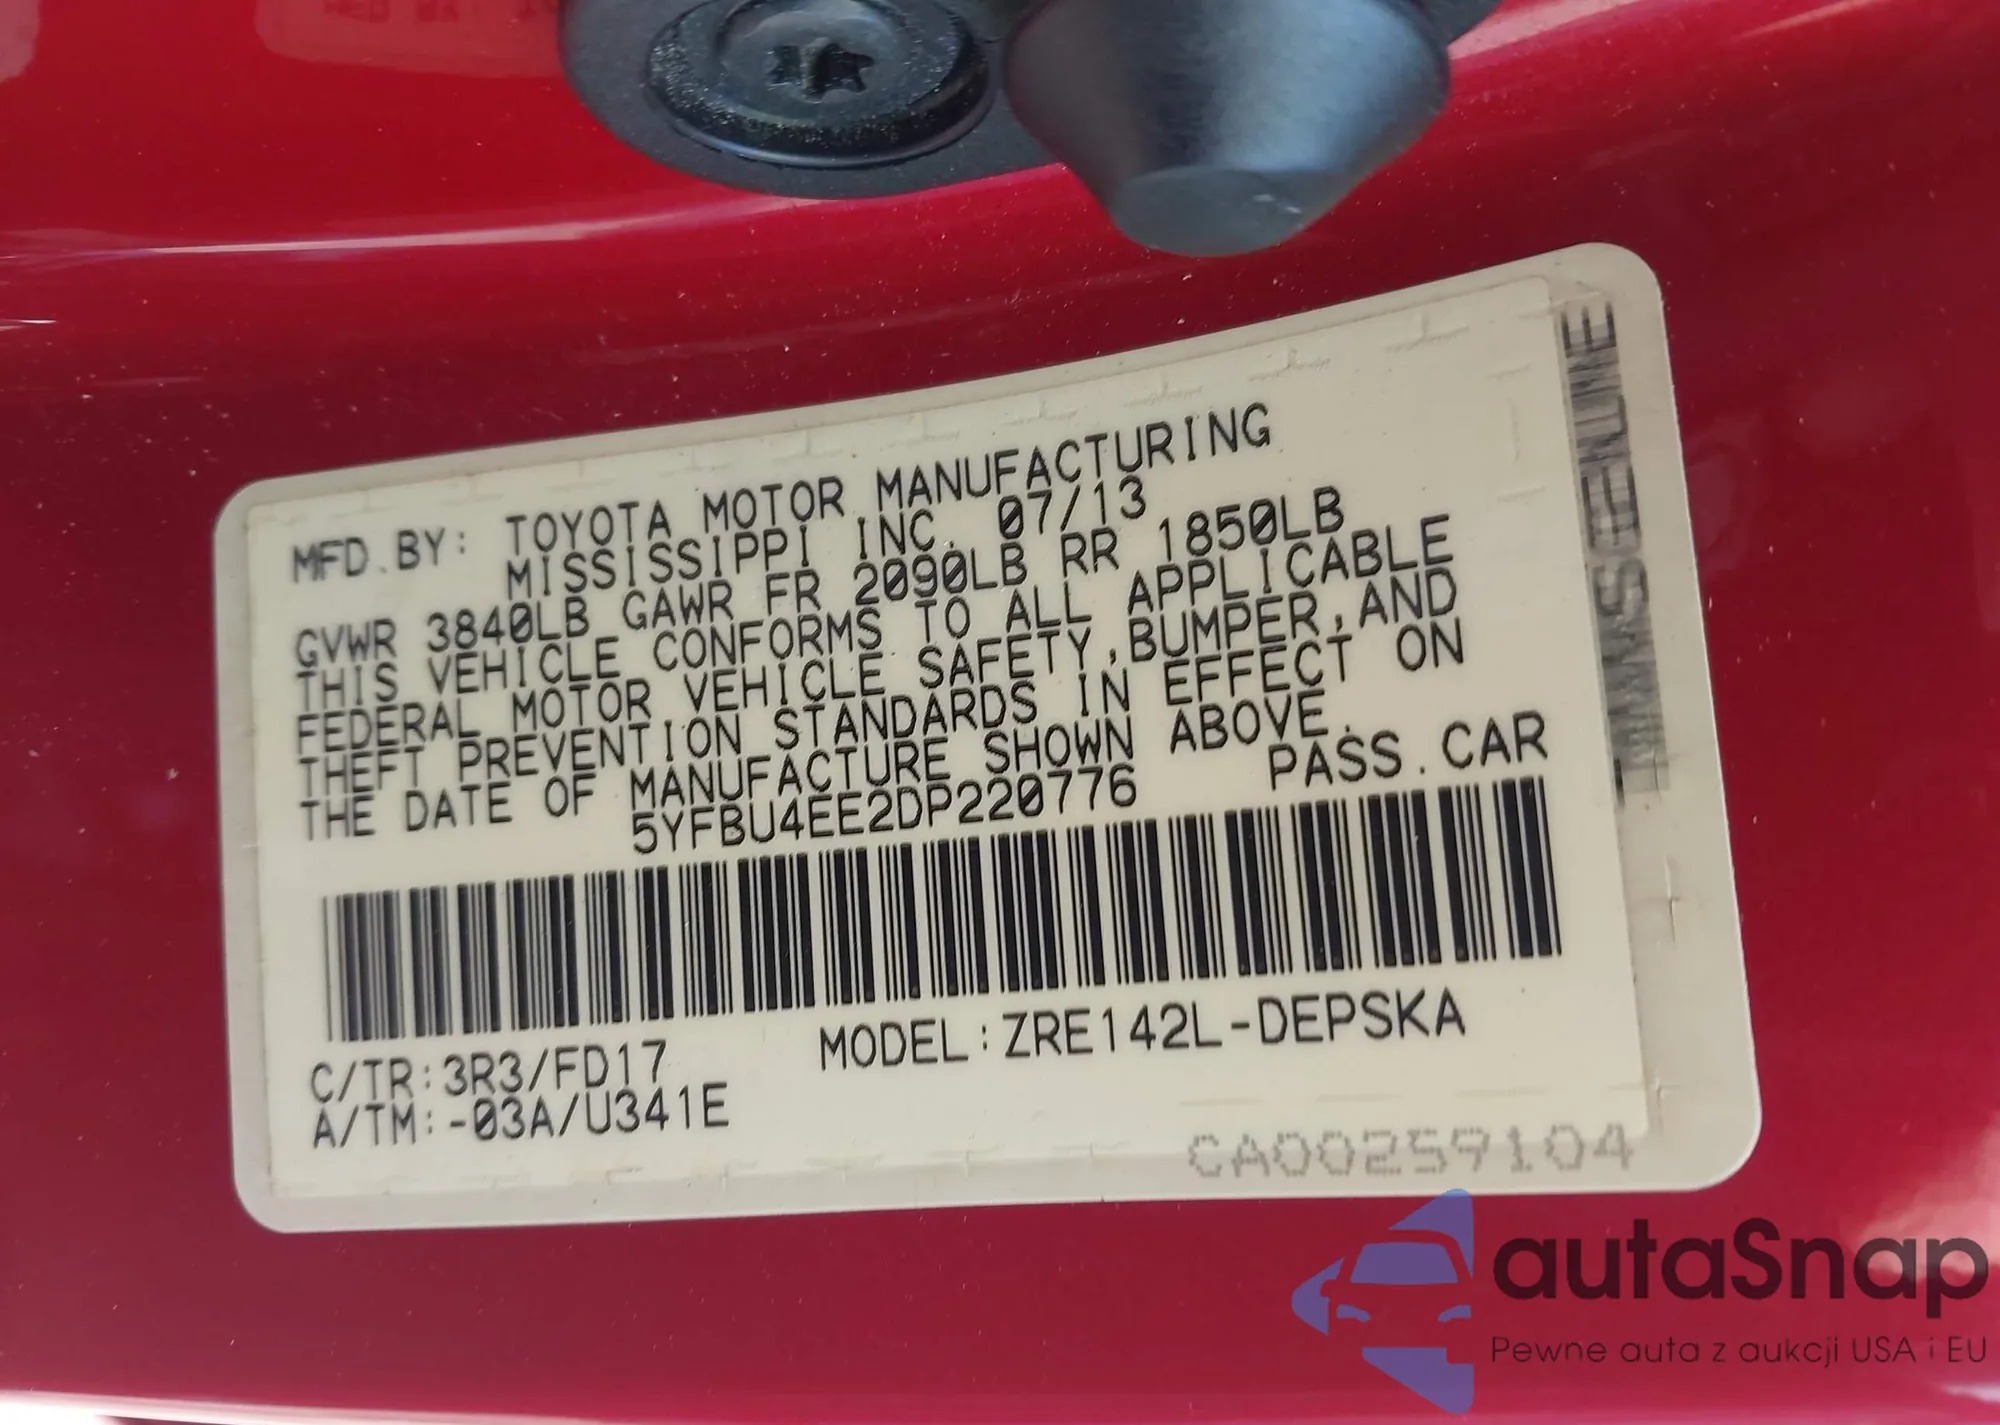 MFD.BY: TOYOTA MOTOR MANUFACTURING
MISSISSIPPI INC. 07/13
GVWR 3840LB GAWR FR 2090LB RR 1850LB
THIS VEHICLE CONFORMS TO ALL APPLICABLE
FEDERAL MOTOR VEHICLE SAFETY,BUMPER,AND
THEFT PREVENTION STANDARDS IN EFFECT ON
THE DATE OF MANUFACTURE SHOWN ABOVE.
5YFBU4EE2DP220776 PASS.CAR
C/TR:3R3/FD17 MODEL:ZRE142L-DEPSKA
A/TM:-03A/U341E
CA00259104
autaSnap
Pewne auta z aukcji USA i EU